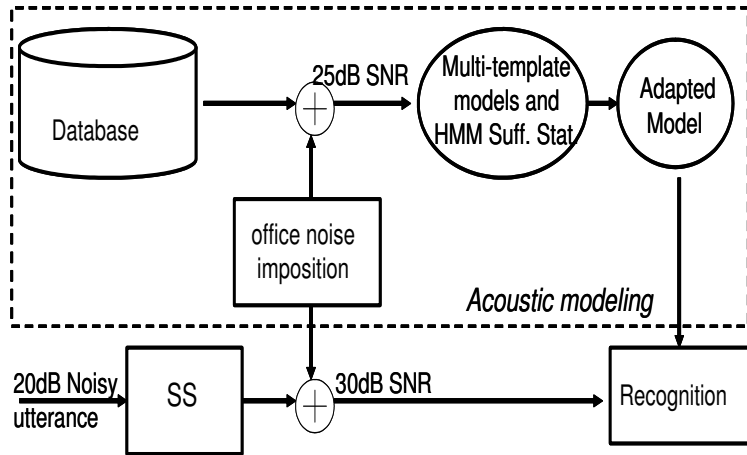 25dB SNR
Database
Multi-template
models and
HMM Suff. Stat.
Adapted
Model
office noise
imposition
Acoustic modeling
20dB Noisy
utterance
SS
30dB SNR
Recognition